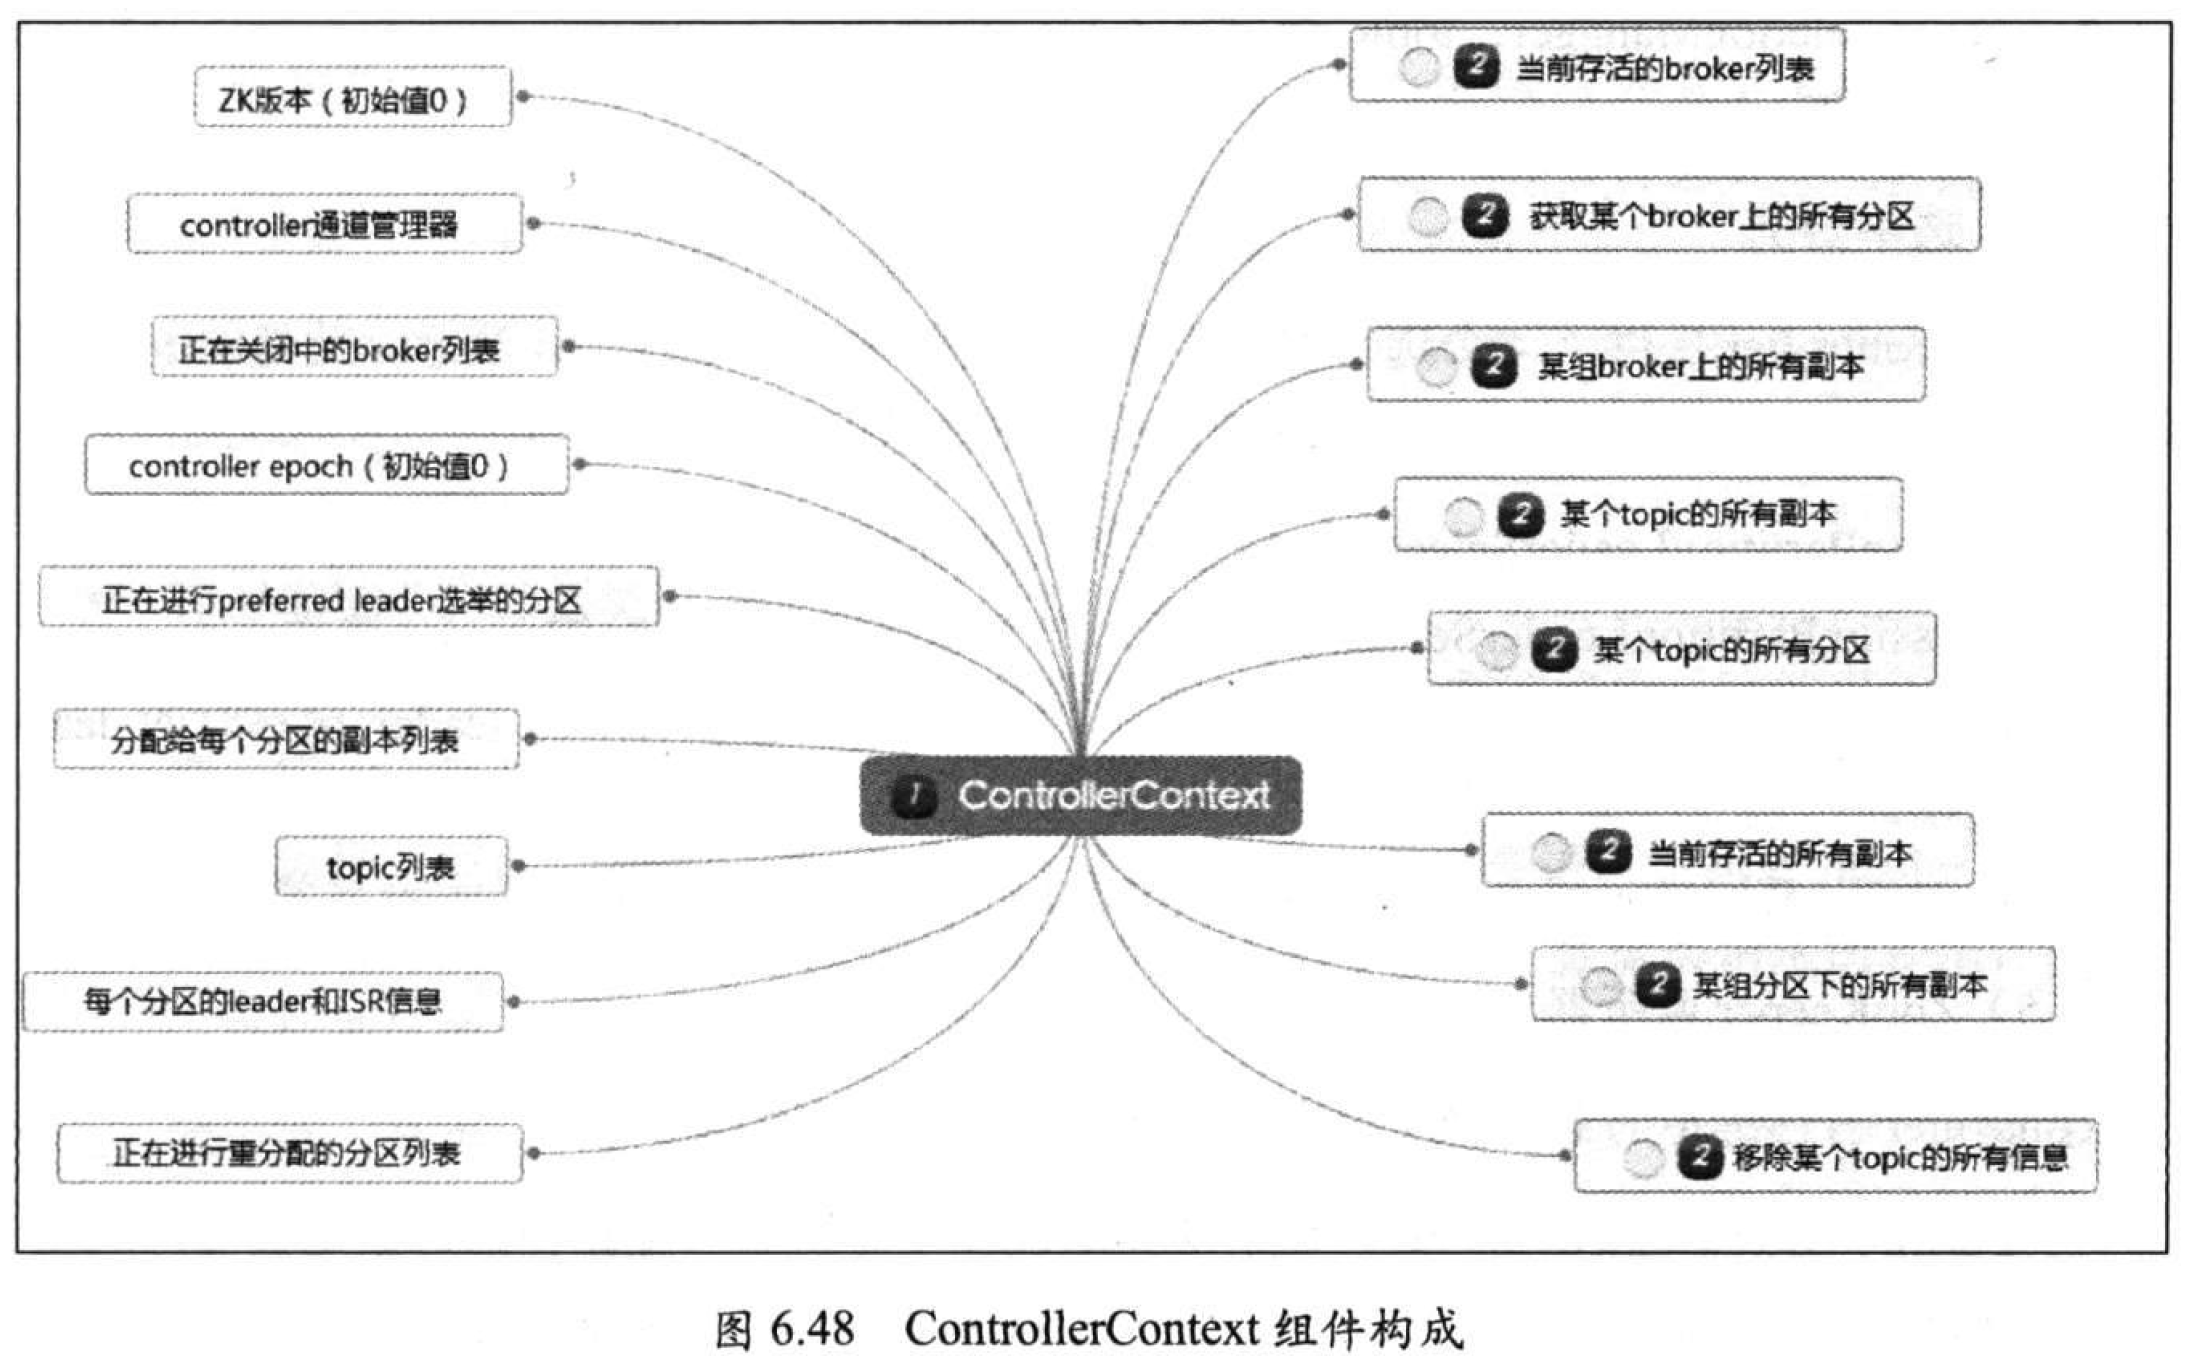 ZK版本（初始值0）
controller通道管理器
正在关闭中的broker列表
controller epoch（初始值0）
正在进行preferred leader选举的分区
分配给每个分区的副本列表
topic列表
每个分区的leader和ISR信息
正在进行重分配的分区列表
1 ControllerContext
2 当前存活的broker列表
2 获取某个broker上的所有分区
2 某组broker上的所有副本
2 某个topic的所有副本
2 某个topic的所有分区
2 当前存活的所有副本
2 某组分区下的所有副本
2 移除某个topic的所有信息
图 6.48 ControllerContext 组件构成